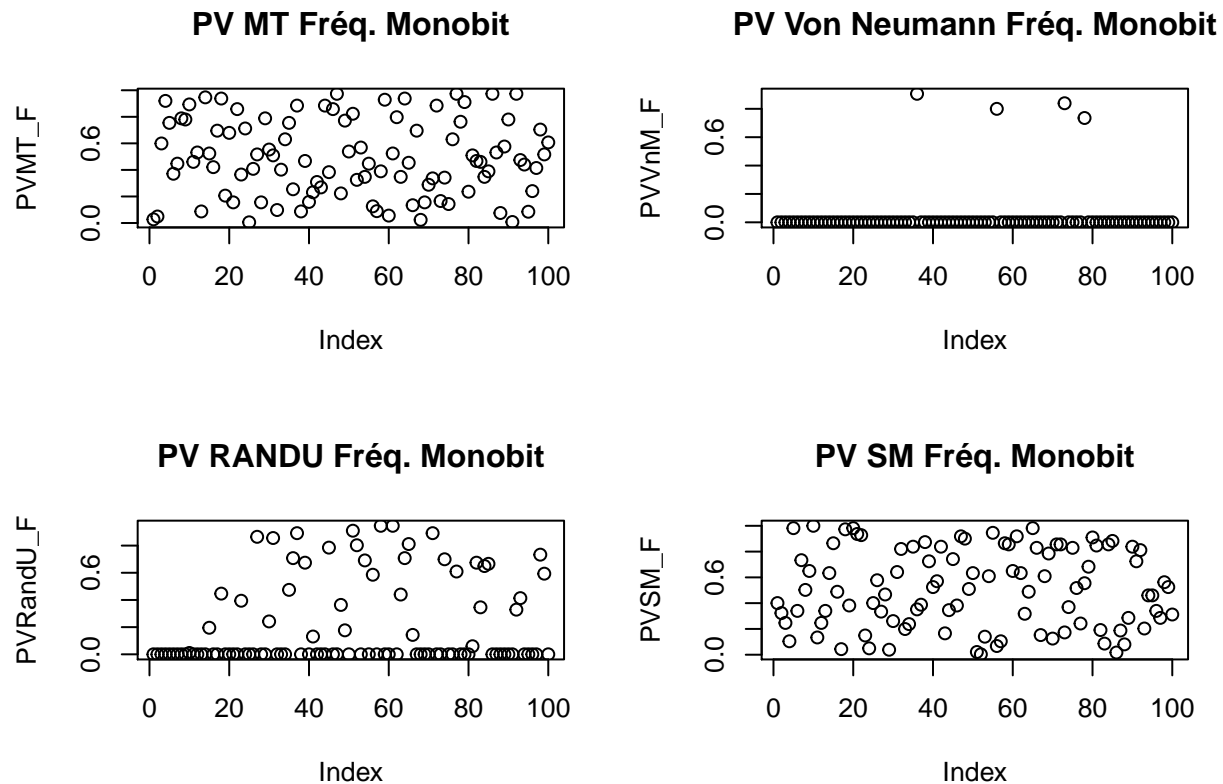 PV MT Fréq. Monobit
PVMT_F
0.0 0.6
0 20 40 60 80 100
Index
PV Von Neumann Fréq. Monobit
PVVnM_F
0.0 0.6
0 20 40 60 80 100
Index
PV RANDU Fréq. Monobit
PVRandU_F
0.0 0.6
0 20 40 60 80 100
Index
PV SM Fréq. Monobit
PVSM_F
0.0 0.6
0 20 40 60 80 100
Index